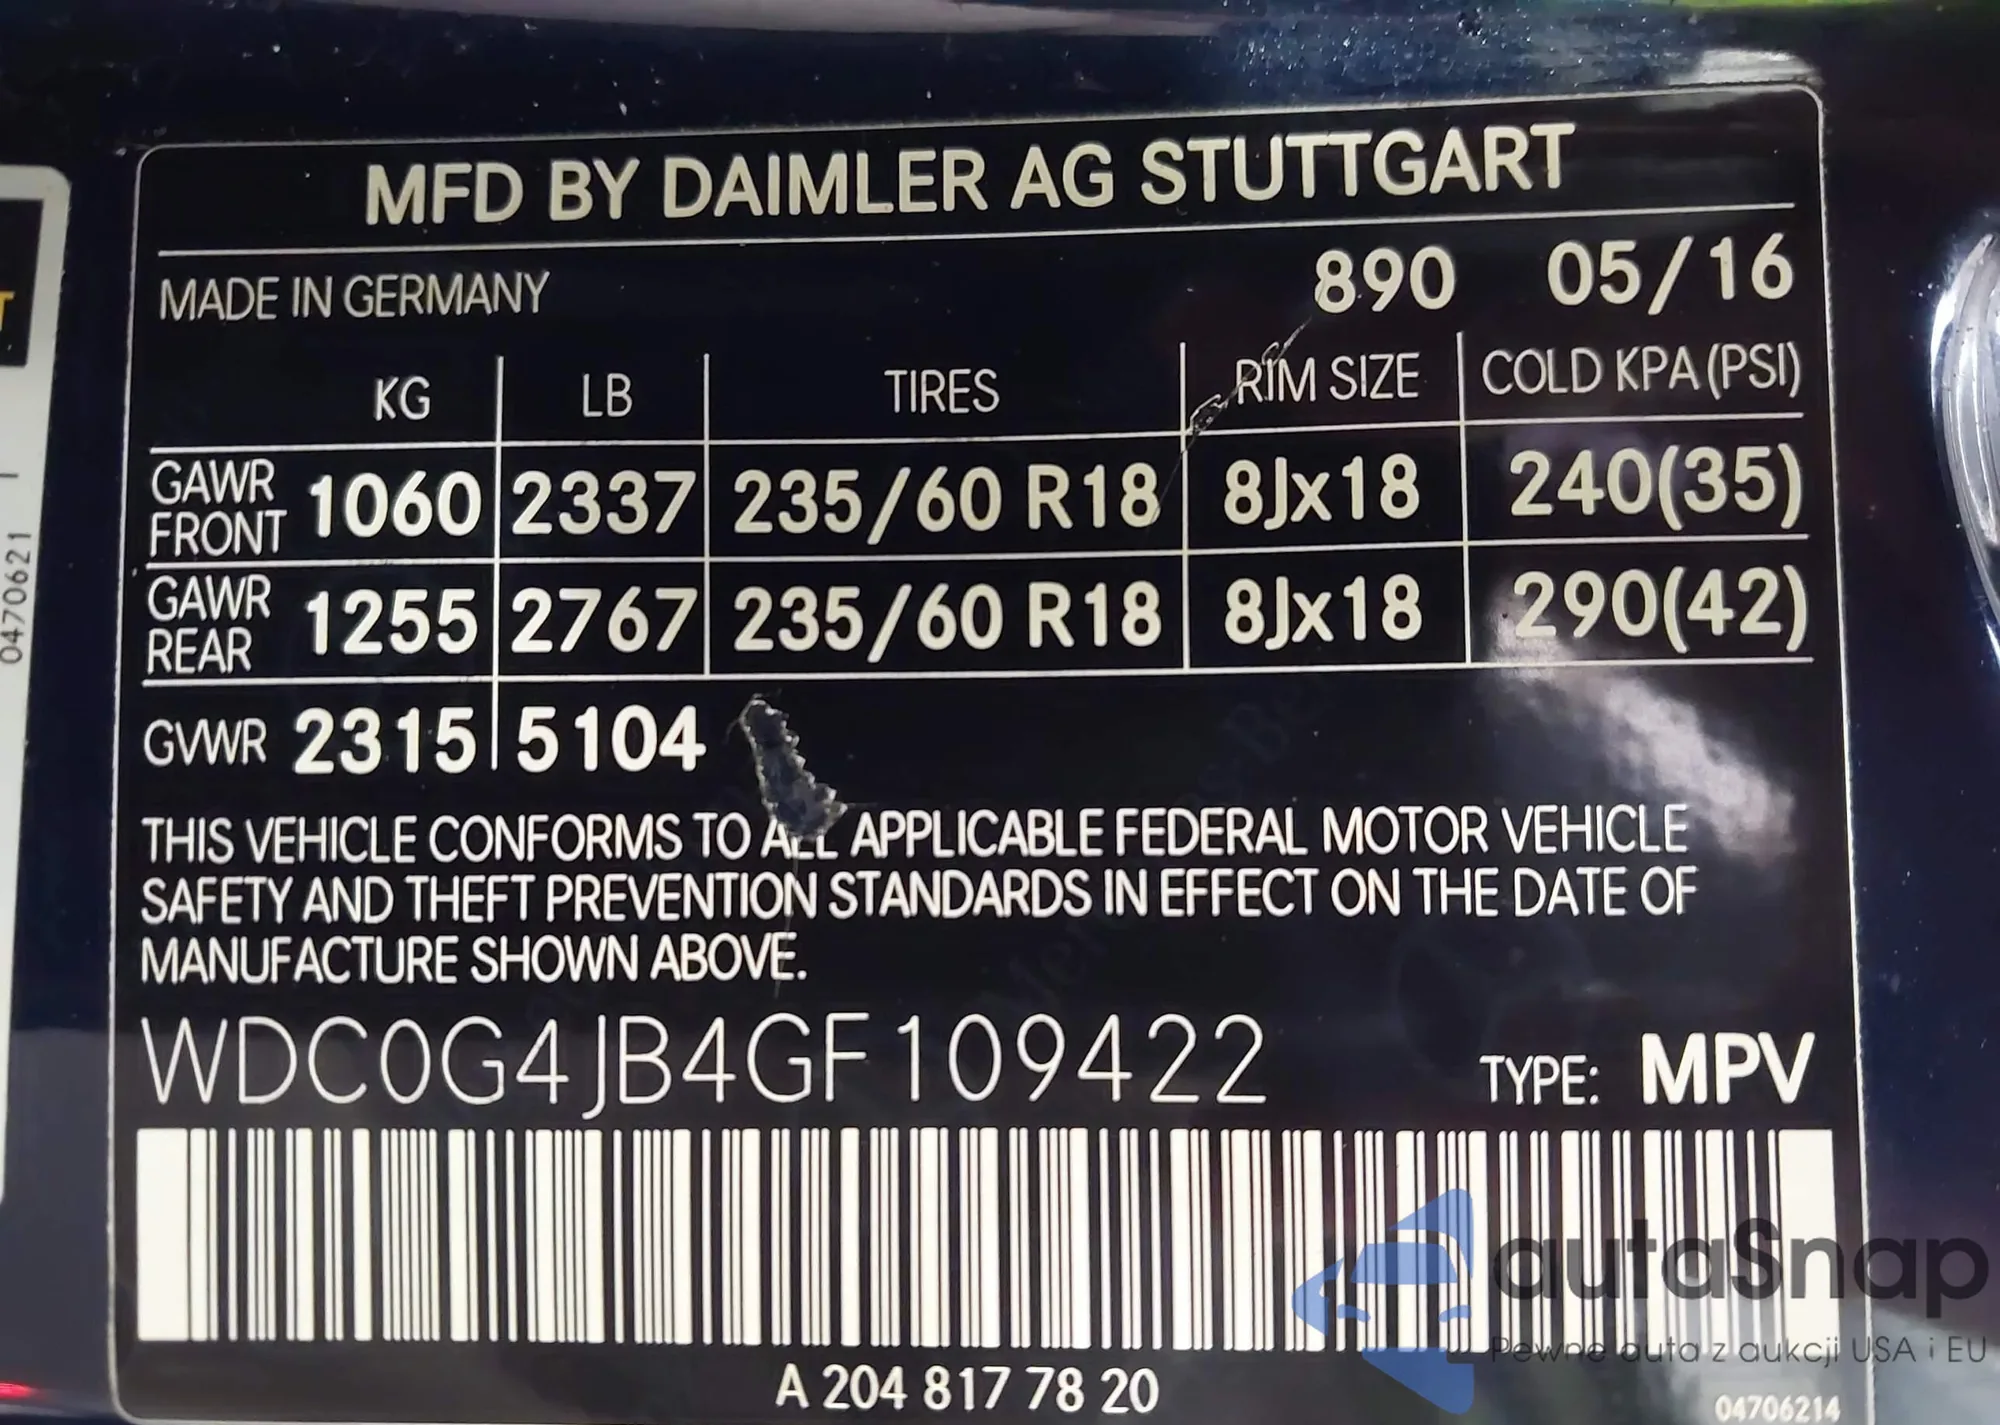 MFD BY DAIMLER AG STUTTGART
MADE IN GERMANY 890 05/16
KG LB TIRES RIM SIZE COLD KPA (PSI)
GAWR FRONT 1060 2337 235/60 R18 8Jx18 240(35)
GAWR REAR 1255 2767 235/60 R18 8Jx18 290(42)
GVWR 2315 5104
THIS VEHICLE CONFORMS TO ALL APPLICABLE FEDERAL MOTOR VEHICLE
SAFETY AND THEFT PREVENTION STANDARDS IN EFFECT ON THE DATE OF
MANUFACTURE SHOWN ABOVE.
WDC0G4JB4GF109422 TYPE: MPV
A 204 817 78 20
04706214
0470621
T
autaSnap
Pewne auta z aukcji USA i EU